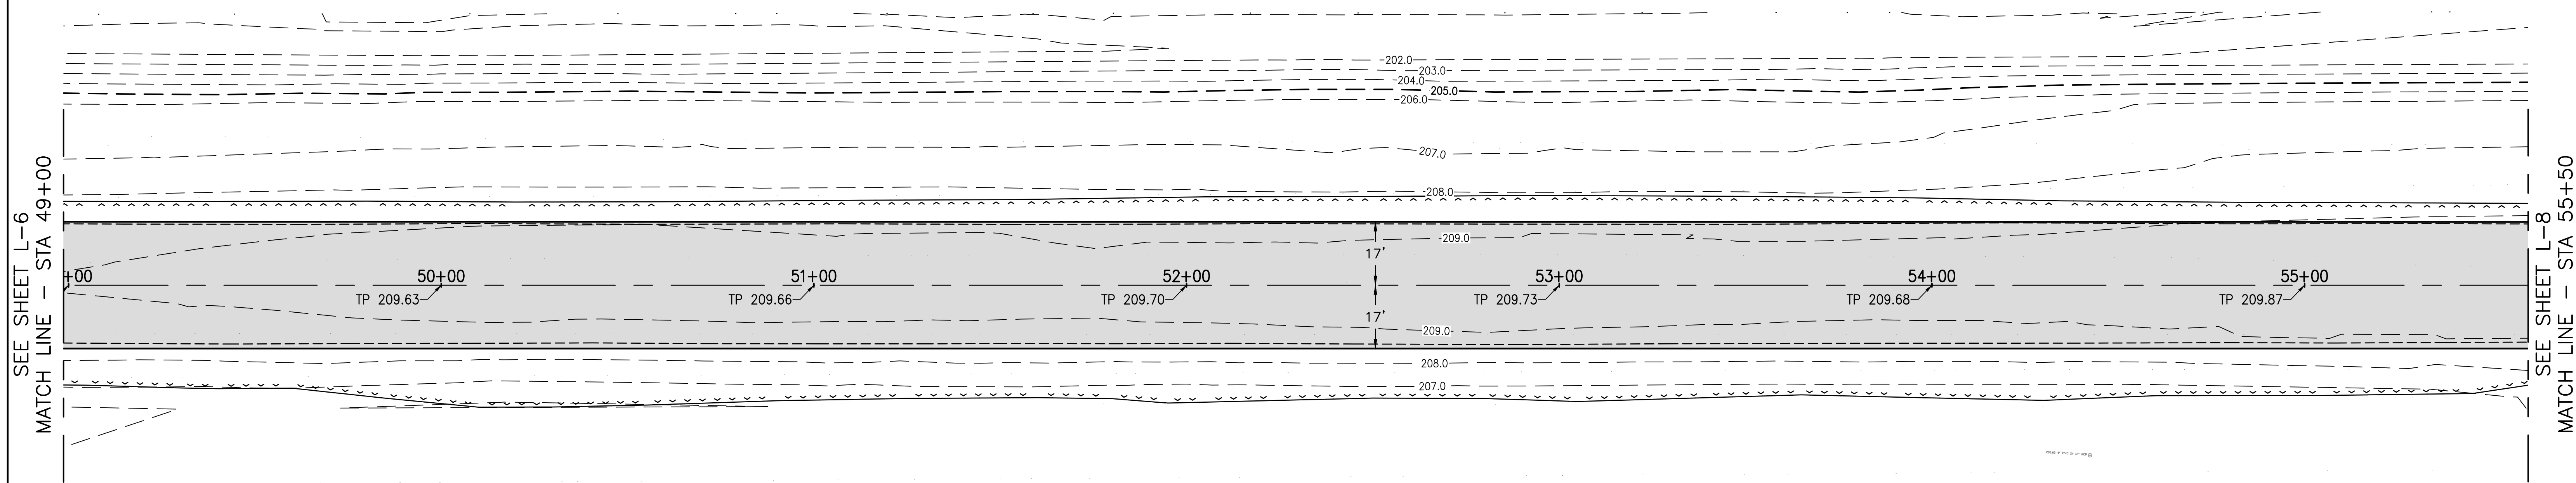 SEE SHEET L-6
MATCH LINE - STA 49+00
-202.0-
-203.0-
-204.0-
205.0
-206.0-
207.0
-208.0-
-209.0-
17'
+00
50+00
51+00
52+00
53+00
54+00
55+00
TP 209.63
TP 209.66
TP 209.70
TP 209.73
TP 209.68
TP 209.87
17'
209.0-
208.0
207.0
SEE SHEET L-8
MATCH LINE - STA 55+50